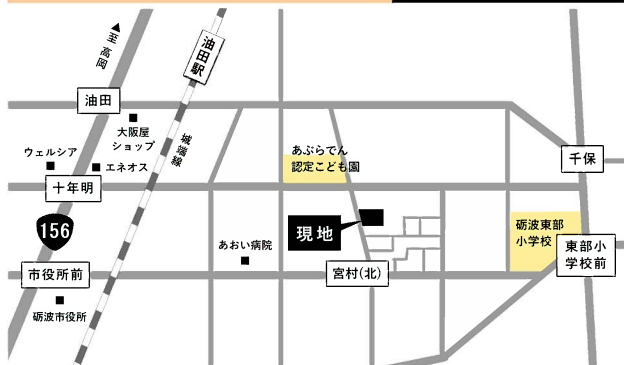 ▲至高岡
油田駅
油田
大阪屋
ショップ
城端線
ウェルシア
エネオス
十年明
156
あぶらでん
認定こども園
千保
現地
あおい病院
砺波東部
小学校
東部小
学校前
市役所前
宮村(北)
砺波市役所